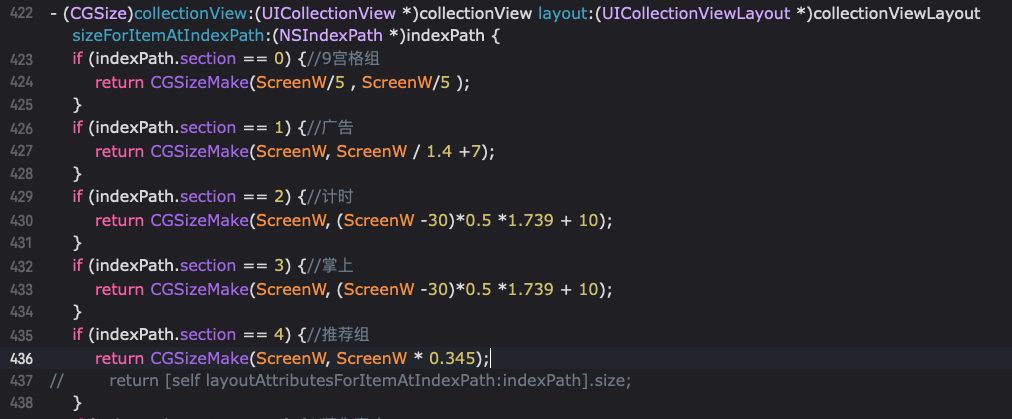 422 - (CGSize)collectionView:(UICollectionView *)collectionView layout:(UICollectionViewLayout *)collectionViewLayout
sizeForItemAtIndexPath:(NSIndexPath *)indexPath {
423 if (indexPath.section == 0) {//9宫格组
424 return CGSizeMake(ScreenW/5 , ScreenW/5 );
425 }
426 if (indexPath.section == 1) {//广告
427 return CGSizeMake(ScreenW, ScreenW / 1.4 +7);
428 }
429 if (indexPath.section == 2) {//计时
430 return CGSizeMake(ScreenW, (ScreenW -30)*0.5 *1.739 + 10);
431 }
432 if (indexPath.section == 3) {//掌上
433 return CGSizeMake(ScreenW, (ScreenW -30)*0.5 *1.739 + 10);
434 }
435 if (indexPath.section == 4) {//推荐组
436 return CGSizeMake(ScreenW, ScreenW * 0.345);
437 // return [self layoutAttributesForItemAtIndexPath:indexPath].size;
438 }